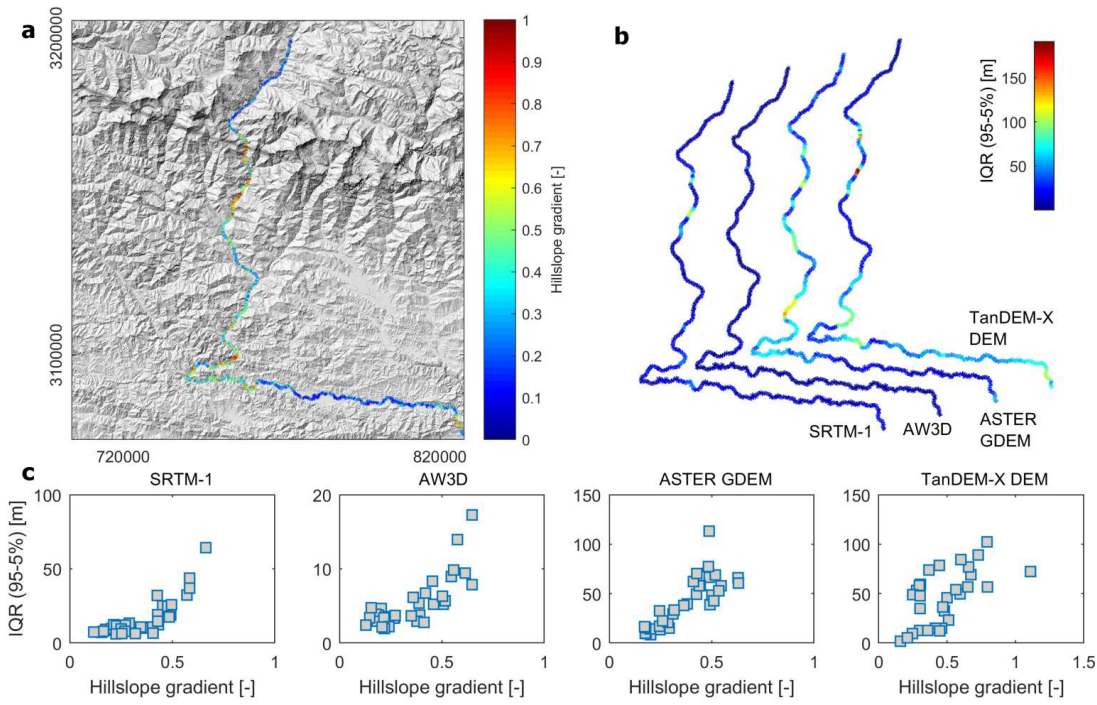 a
3200000
3100000
720000
820000
1
0.9
0.8
0.7
0.6
0.5
0.4
0.3
0.2
0.1
0
Hillslope gradient [-]
b
150
100
50
IQR (95-5%) [m]
TanDEM-X
DEM
ASTER
GDEM
AW3D
SRTM-1
c
SRTM-1
100
50
0
IQR (95-5%) [m]
0
0.5
1
Hillslope gradient [-]
AW3D
20
10
0
0
0.5
1
Hillslope gradient [-]
ASTER GDEM
150
100
50
0
0
0.5
1
Hillslope gradient [-]
TanDEM-X DEM
150
100
50
0
0
0.5
1
1.5
Hillslope gradient [-]